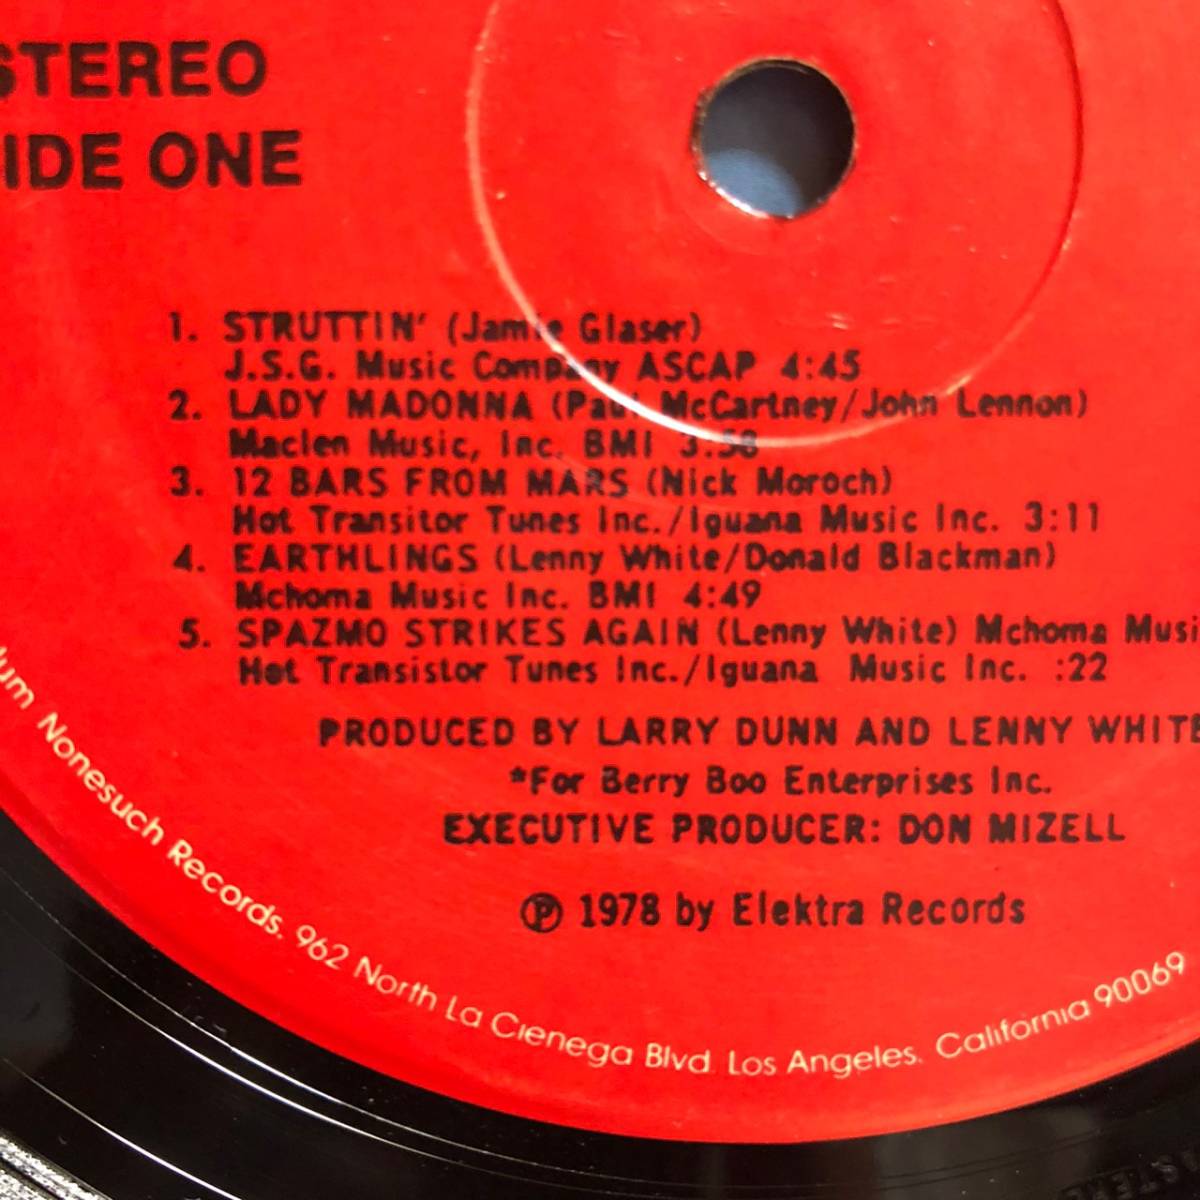 STEREO
SIDE ONE
1. STRUTTIN' (Jamie Glaser)
J.S.G. Music Company ASCAP 4:45
2. LADY MADONNA (Paul McCartney/John Lennon)
Maclen Music, Inc. BMI 3:58
3. 12 BARS FROM MARS (Nick Moroch)
Hot Transitor Tunes Inc./Iguana Music Inc. 3:11
4. EARTHLINGS (Lenny White/Donald Blackman)
Mchoma Music Inc. BMI 4:49
5. SPAZMO STRIKES AGAIN (Lenny White) Mchoma Musi
Hot Transistor Tunes Inc./Iguana Music Inc. :22
PRODUCED BY LARRY DUNN AND LENNY WHITE
*For Berry Boo Enterprises Inc.
EXECUTIVE PRODUCER: DON MIZELL
℗ 1978 by Elektra Records
Nonesuch Records, 962 North La Cienega Blvd. Los Angeles, California 90069